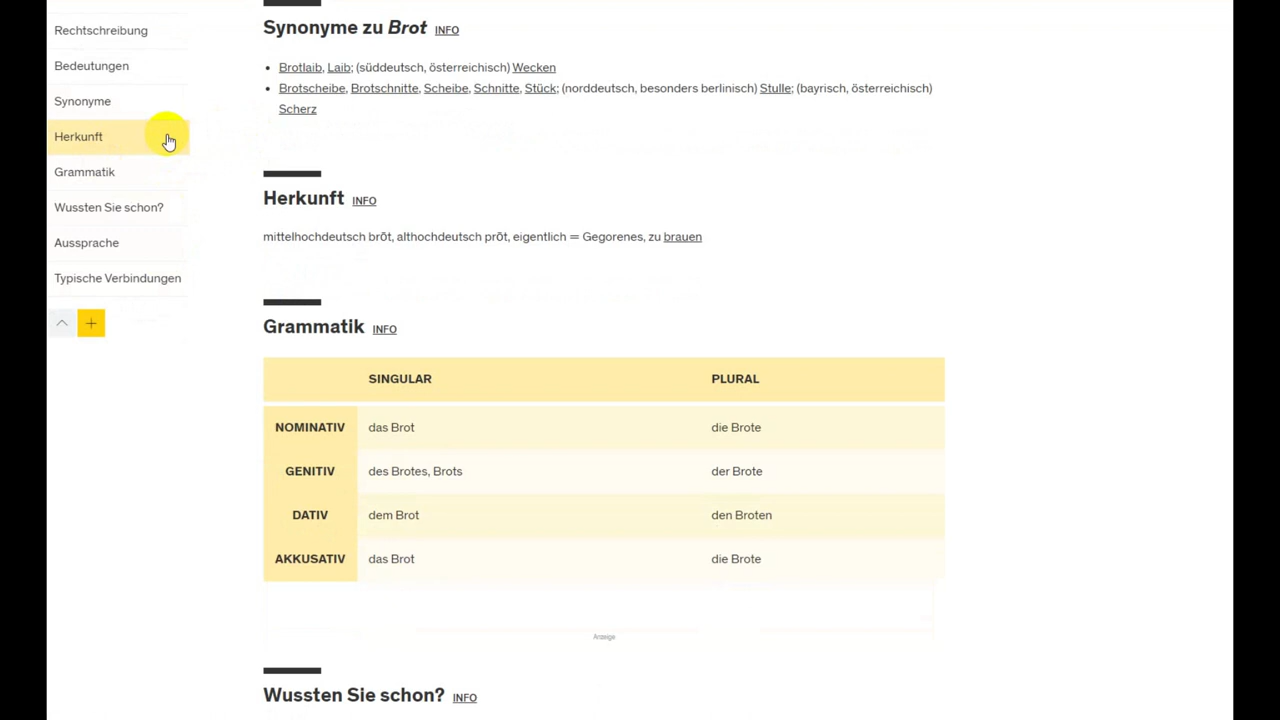 Rechtschreibung
Bedeutungen
Synonyme
Herkunft
Grammatik
Wussten Sie schon?
Aussprache
Typische Verbindungen
Synonyme zu Brot INFO
Brotlaib, Laib; (süddeutsch, österreichisch) Wecken
Brotscheibe, Brotschnitte, Scheibe, Schnitte, Stück; (norddeutsch, besonders berlinisch) Stulle; (bayrisch, österreichisch)
Scherz
Herkunft INFO
mittelhochdeutsch brōt, althochdeutsch prōt, eigentlich = Gegorenes, zu brauen
Grammatik INFO
SINGULAR PLURAL
NOMINATIV das Brot die Brote
GENITIV des Brotes, Brots der Brote
DATIV dem Brot den Broten
AKKUSATIV das Brot die Brote
Anzeige
Wussten Sie schon? INFO